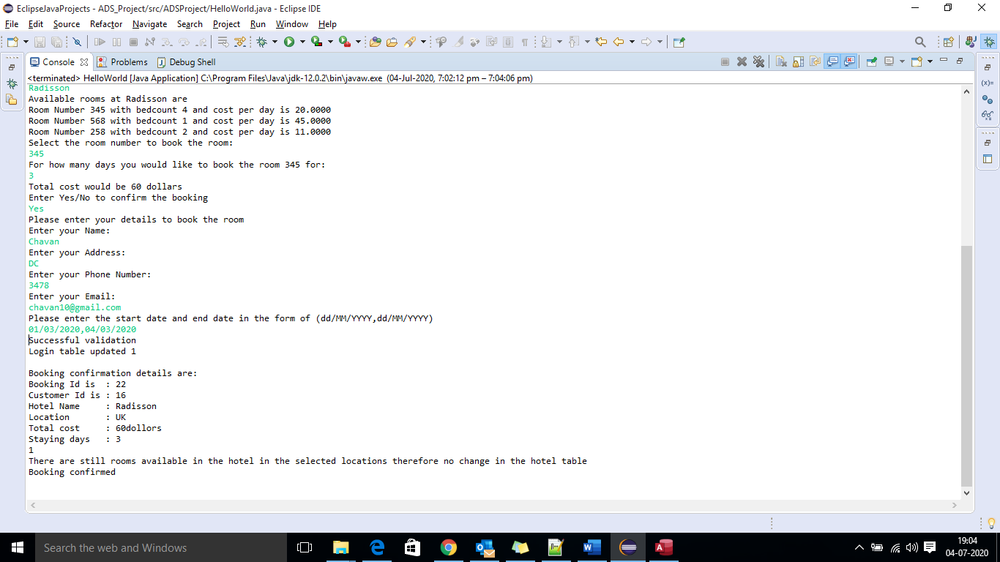 EclipseJavaProjects - ADS_Project/src/ADSProject/HelloWorld.java - Eclipse IDE
File Edit Source Refactor Navigate Search Project Run Window Help
Console Problems Debug Shell
<terminated> HelloWorld [Java Application] C:\Program Files\Java\jdk-12.0.2\bin\javaw.exe (04-Jul-2020, 7:02:12 pm – 7:04:06 pm)
Radisson
Available rooms at Radisson are
Room Number 345 with bedcount 4 and cost per day is 20.0000
Room Number 568 with bedcount 1 and cost per day is 45.0000
Room Number 258 with bedcount 2 and cost per day is 11.0000
Select the room number to book the room:
345
For how many days you would like to book the room 345 for:
3
Total cost would be 60 dollars
Enter Yes/No to confirm the booking
Yes
Please enter your details to book the room
Enter your Name:
Chavan
Enter your Address:
DC
Enter your Phone Number:
3478
Enter your Email:
chavan10@gmail.com
Please enter the start date and end date in the form of (dd/MM/YYYY,dd/MM/YYYY)
01/03/2020,04/03/2020
Successful validation
Login table updated 1
Booking confirmation details are:
Booking Id is : 22
Customer Id is : 16
Hotel Name : Radisson
Location : UK
Total cost : 60dollors
Staying days : 3
1
There are still rooms available in the hotel in the selected locations therefore no change in the hotel table
Booking confirmed
Search the web and Windows
19:04
04-07-2020